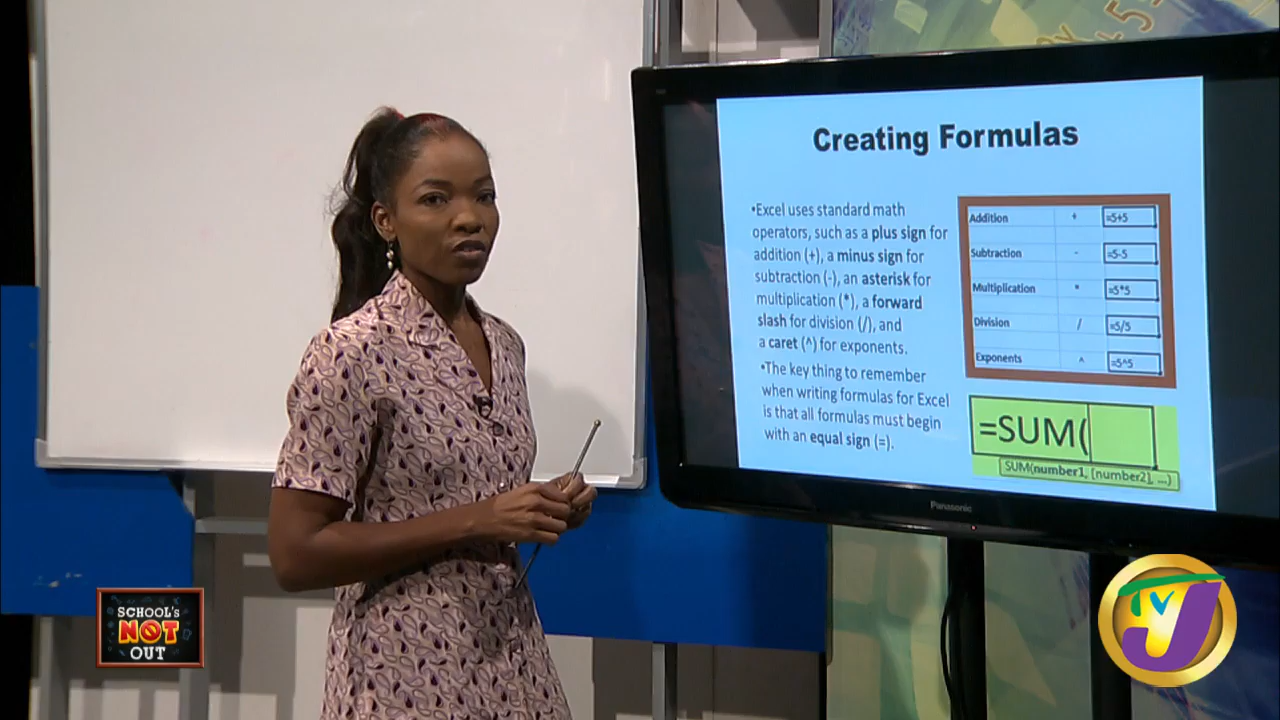 Creating Formulas
•Excel uses standard math
operators, such as a plus sign for
addition (+), a minus sign for
subtraction (-), an asterisk for
multiplication (*), a forward
slash for division (/), and
a caret (^) for exponents.
•The key thing to remember
when writing formulas for Excel
is that all formulas must begin
with an equal sign (=).
Addition + =5+5
Subtraction - =5-5
Multiplication * =5*5
Division / =5/5
Exponents ^ =5^5
=SUM(
SUM(number1, [number2], ...)
Panasonic
SCHOOL'S
NOT
OUT
TVJ